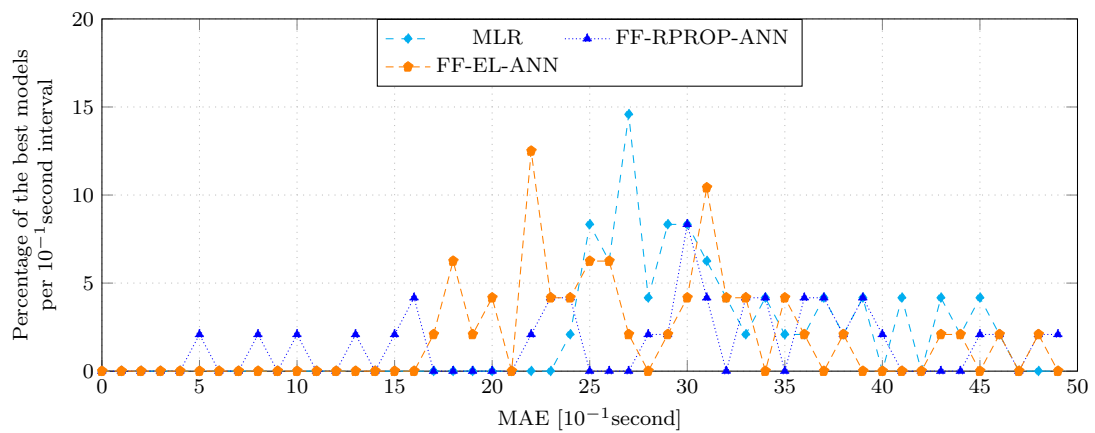 20
15
10
5
0
Percentage of the best models
per 10⁻¹second interval
MLR
FF-RPROP-ANN
FF-EL-ANN
0 5 10 15 20 25 30 35 40 45 50
MAE [10⁻¹second]